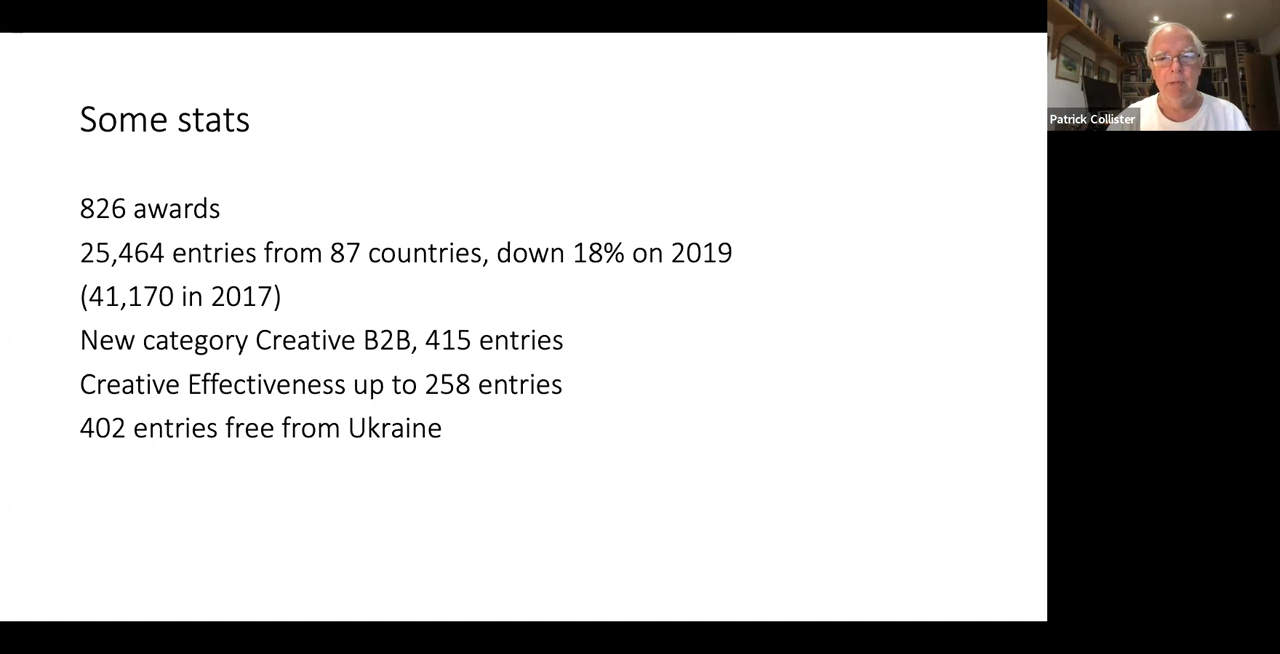 Some stats
826 awards
25,464 entries from 87 countries, down 18% on 2019
(41,170 in 2017)
New category Creative B2B, 415 entries
Creative Effectiveness up to 258 entries
402 entries free from Ukraine
Patrick Collister